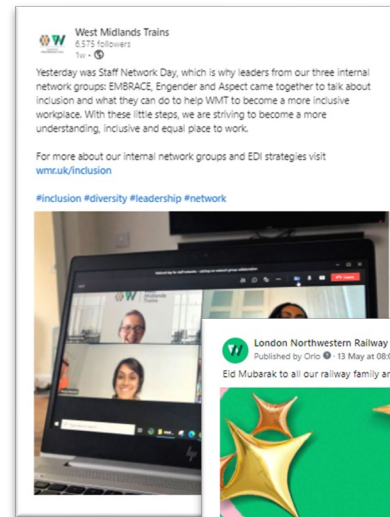 West Midlands Trains
6,575 followers
1w •
Yesterday was Staff Network Day, which is why leaders from our three internal
network groups: EMBRACE, Engender and Aspect came together to talk about
inclusion and what they can do to help WMT to become a more inclusive
workplace. With these little steps, we are striving to become a more
understanding, inclusive and equal place to work.
For more about our internal network groups and EDI strategies visit
wmr.uk/inclusion
#inclusion #diversity #leadership #network
Midlands
Trains
hp
London Northwestern Railway
Published by Orlo · 13 May at 08:0
Eid Mubarak to all our railway family an